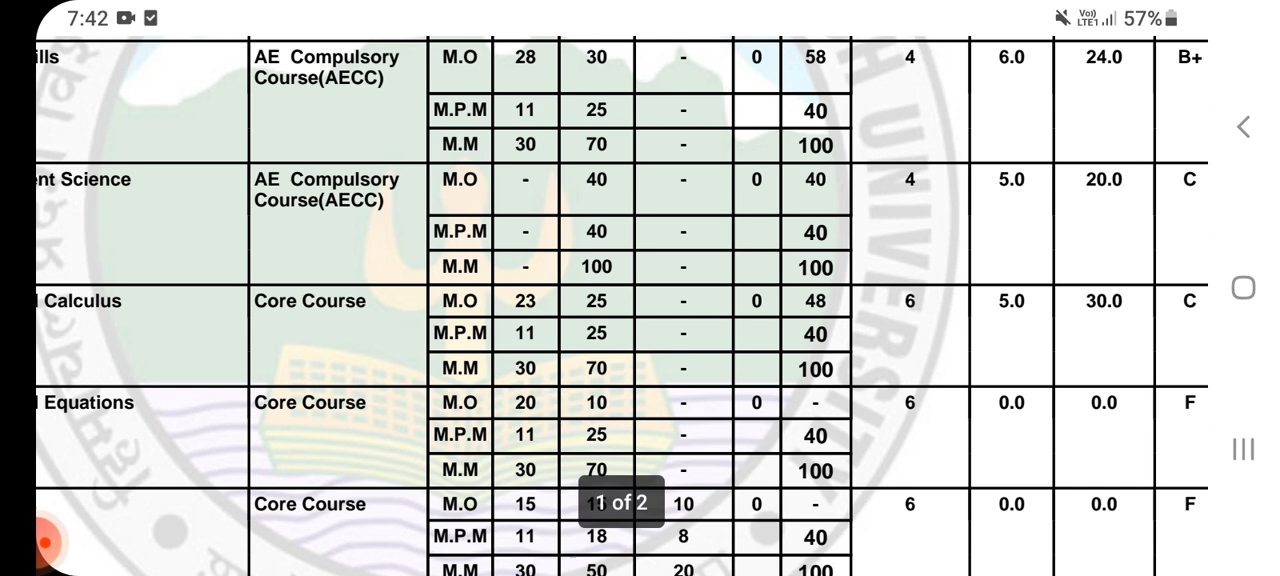 7:42 Vo) LTE1 57%
ills AE Compulsory M.O 28 30 - 0 58 4 6.0 24.0 B+
Course(AECC)
M.P.M 11 25 - 40
M.M 30 70 - 100
ent Science AE Compulsory M.O - 40 - 0 40 4 5.0 20.0 C
Course(AECC)
M.P.M - 40 - 40
M.M - 100 - 100
l Calculus Core Course M.O 23 25 - 0 48 6 5.0 30.0 C
M.P.M 11 25 - 40
M.M 30 70 - 100
l Equations Core Course M.O 20 10 - 0 - 6 0.0 0.0 F
M.P.M 11 25 - 40
M.M 30 70 - 100
Core Course M.O 15 10 0 - 6 0.0 0.0 F
1 of 2
M.P.M 11 18 8 40
M.M 30 50 20 100
UNIVERSITY